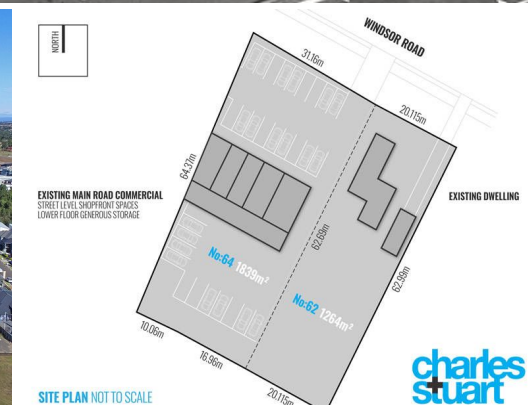 NORTH
WINDSOR ROAD
31.16m
20.115m
64.37m
EXISTING MAIN ROAD COMMERCIAL
STREET LEVEL SHOPFRONT SPACES
LOWER FLOOR GENEROUS STORAGE
EXISTING DWELLING
62.69m
62.99m
No:64 1839m²
No:62 1264m²
10.06m
16.96m
20.115m
SITE PLAN NOT TO SCALE
charles
stuart